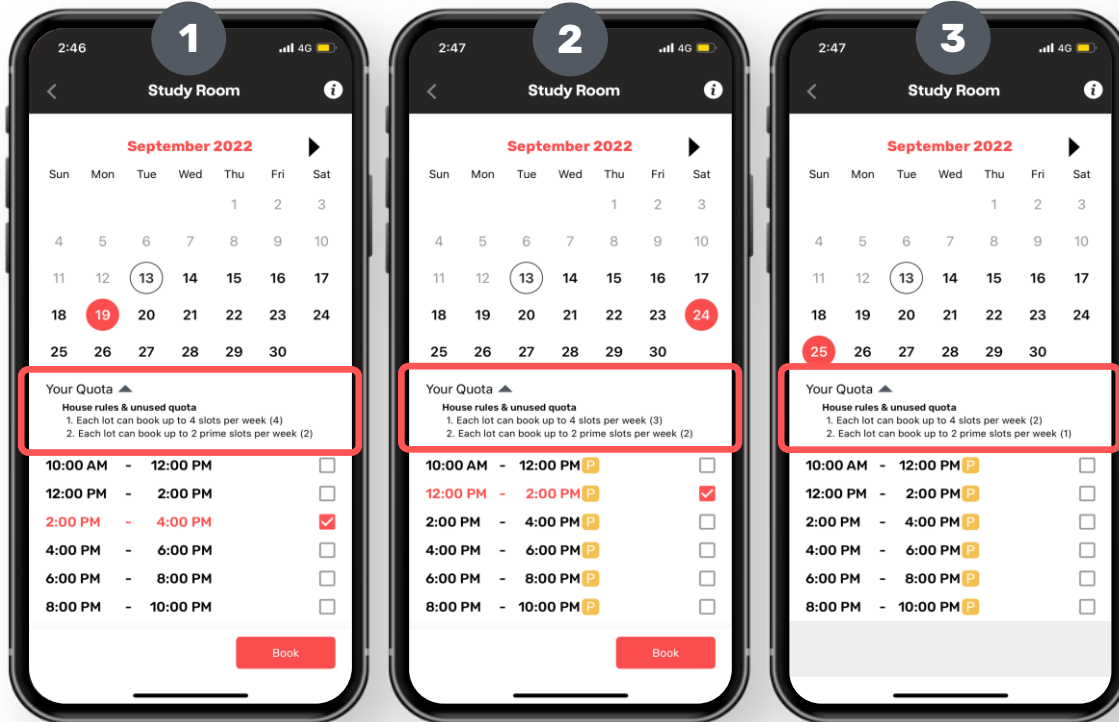 1
2:46
4G
Study Room
i
September 2022
Sun Mon Tue Wed Thu Fri Sat
1 2 3
4 5 6 7 8 9 10
11 12 13 14 15 16 17
18 19 20 21 22 23 24
25 26 27 28 29 30
Your Quota
House rules & unused quota
1. Each lot can book up to 4 slots per week (4)
2. Each lot can book up to 2 prime slots per week (2)
10:00 AM - 12:00 PM
12:00 PM - 2:00 PM
2:00 PM - 4:00 PM
4:00 PM - 6:00 PM
6:00 PM - 8:00 PM
8:00 PM - 10:00 PM
Book
2
2:47
4G
Study Room
i
September 2022
Sun Mon Tue Wed Thu Fri Sat
1 2 3
4 5 6 7 8 9 10
11 12 13 14 15 16 17
18 19 20 21 22 23 24
25 26 27 28 29 30
Your Quota
House rules & unused quota
1. Each lot can book up to 4 slots per week (3)
2. Each lot can book up to 2 prime slots per week (2)
10:00 AM - 12:00 PM P
12:00 PM - 2:00 PM P
2:00 PM - 4:00 PM P
4:00 PM - 6:00 PM P
6:00 PM - 8:00 PM P
8:00 PM - 10:00 PM P
Book
3
2:47
4G
Study Room
i
September 2022
Sun Mon Tue Wed Thu Fri Sat
1 2 3
4 5 6 7 8 9 10
11 12 13 14 15 16 17
18 19 20 21 22 23 24
25 26 27 28 29 30
Your Quota
House rules & unused quota
1. Each lot can book up to 4 slots per week (2)
2. Each lot can book up to 2 prime slots per week (1)
10:00 AM - 12:00 PM P
12:00 PM - 2:00 PM P
2:00 PM - 4:00 PM P
4:00 PM - 6:00 PM P
6:00 PM - 8:00 PM P
8:00 PM - 10:00 PM P